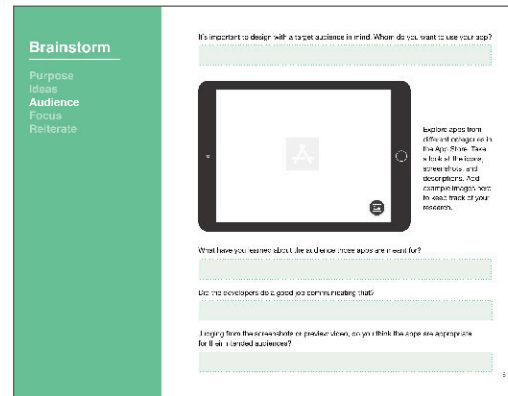 Brainstorm
Purpose
Ideas
Audience
Focus
Reiterate
It's important to design with a target audience in mind. Whom do you want to use your app?
Explore apps from
different categories in
the App Store. Take
a look at the icons,
screenshots, and
descriptions. Add
example images here
to keep track of your
research.
What have you learned about the audience those apps are meant for?
Did the developers do a good job communicating that?
Judging from the screenshots or preview video, do you think the apps are appropriate
for their intended audiences?